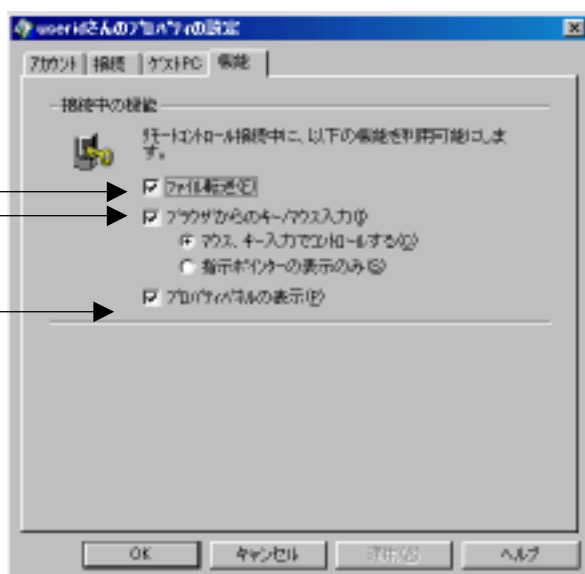 useridさんのプロパティの設定
アカウント 接続 ゲストPC 機能
接続中の機能
リモートコントロール接続中に、以下の機能を利用可能にしま
す。
ファイル転送(E)
ブラウザからのキー/マウス入力(I)
マウス、キー入力でコントロールする(C)
指示ポインターの表示のみ(S)
プロパティパネルの表示(P)
OK キャンセル 適用(A) ヘルプ